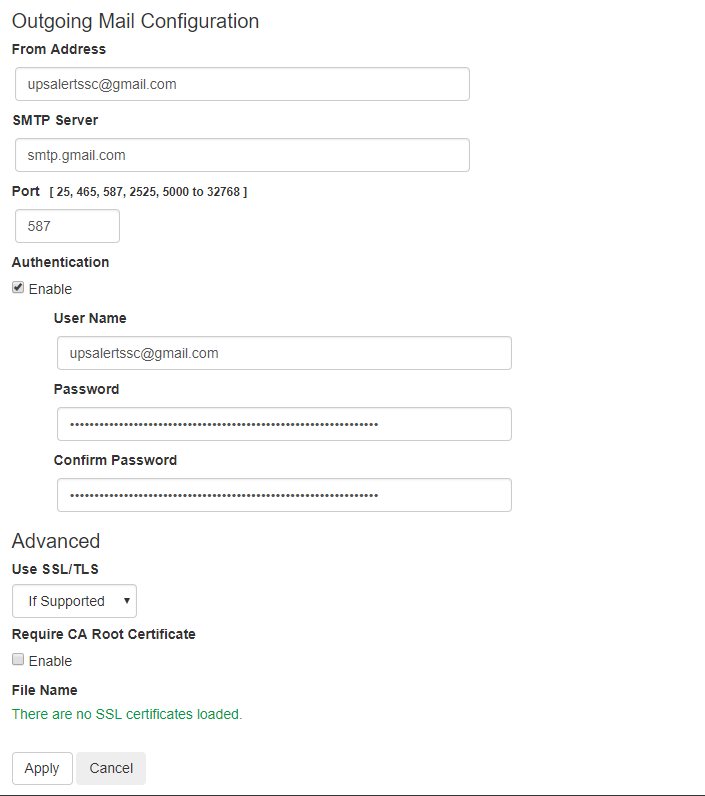 Outgoing Mail Configuration
From Address
upsalertssc@gmail.com
SMTP Server
smtp.gmail.com
Port [ 25, 465, 587, 2525, 5000 to 32768 ]
587
Authentication
Enable
User Name
upsalertssc@gmail.com
Password
Confirm Password
Advanced
Use SSL/TLS
If Supported
Require CA Root Certificate
Enable
File Name
There are no SSL certificates loaded.
Apply Cancel